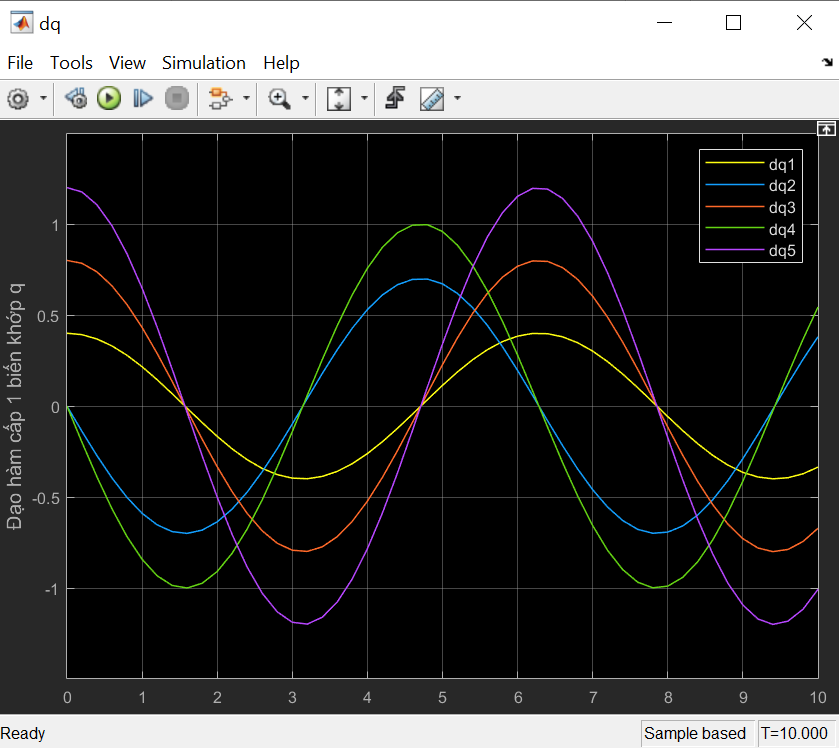 dq
File Tools View Simulation Help
dq1
dq2
dq3
dq4
dq5
Đạo hàm cấp 1 biến khớp q
1
0.5
0
-0.5
-1
0 1 2 3 4 5 6 7 8 9 10
Ready
Sample based T=10.000